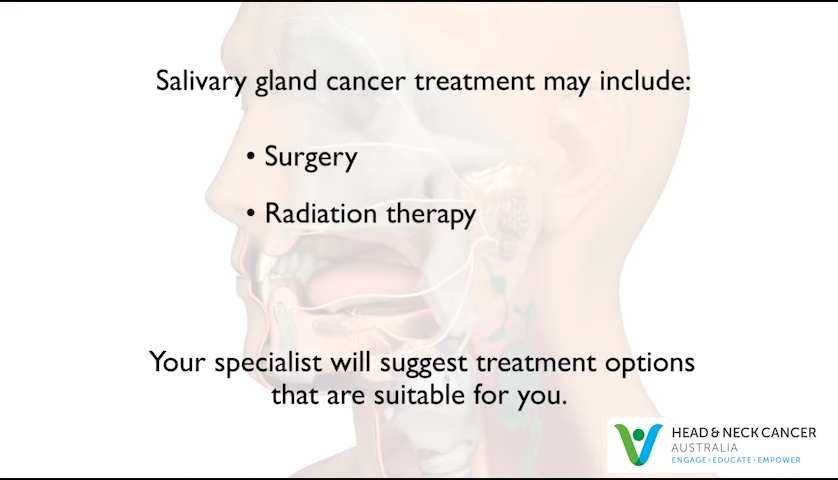 Salivary gland cancer treatment may include:
• Surgery
• Radiation therapy
Your specialist will suggest treatment options
that are suitable for you.
HEAD & NECK CANCER
AUSTRALIA
ENGAGE • EDUCATE • EMPOWER